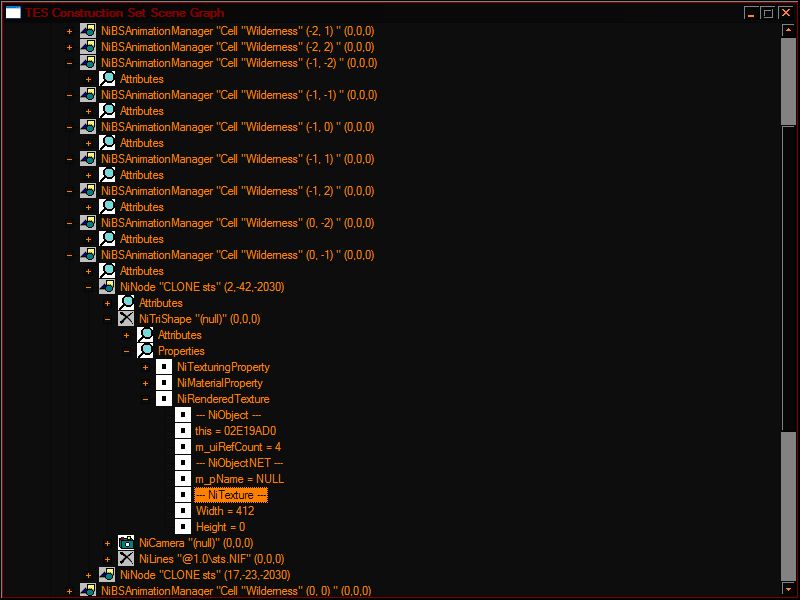 TES Construction Set Scene Graph
NiBSAnimationManager "Cell "Wilderness" (-2, 1) " (0,0,0)
NiBSAnimationManager "Cell "Wilderness" (-2, 2) " (0,0,0)
NiBSAnimationManager "Cell "Wilderness" (-1, -2) " (0,0,0)
Attributes
NiBSAnimationManager "Cell "Wilderness" (-1, -1) " (0,0,0)
Attributes
NiBSAnimationManager "Cell "Wilderness" (-1, 0) " (0,0,0)
Attributes
NiBSAnimationManager "Cell "Wilderness" (-1, 1) " (0,0,0)
Attributes
NiBSAnimationManager "Cell "Wilderness" (-1, 2) " (0,0,0)
Attributes
NiBSAnimationManager "Cell "Wilderness" (0, -2) " (0,0,0)
Attributes
NiBSAnimationManager "Cell "Wilderness" (0, -1) " (0,0,0)
Attributes
NiNode "CLONE sts" (2,-42,-2030)
Attributes
NiTriShape "(null)" (0,0,0)
Attributes
Properties
NiTexturingProperty
NiMaterialProperty
NiRenderedTexture
--- NiObject ---
this = 02E19AD0
m_uiRefCount = 4
--- NiObjectNET ---
m_pName = NULL
--- NiTexture ---
Width = 412
Height = 0
NiCamera "(null)" (0,0,0)
NiLines "@1.0\sts.NIF" (0,0,0)
NiNode "CLONE sts" (17,-23,-2030)
NiBSAnimationManager "Cell "Wilderness" (0, 0) " (0,0,0)